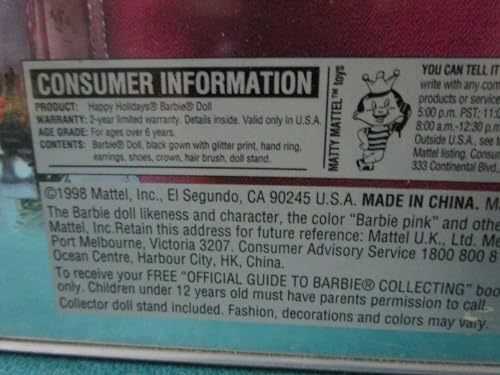 CONSUMER INFORMATION
PRODUCT: Happy Holidays® Barbie® Doll
WARRANTY: 2-year limited warranty. Details inside. Valid only in U.S.A.
AGE GRADE: For ages over 6 years.
CONTENTS: Barbie® Doll, black gown with glitter print, hand ring,
earrings, shoes, crown, hair brush, doll stand.
MATTY MATTEL™ toys
YOU CAN TELL IT
write with any com
products or service
5:00 p.m. PST; 11:0
8:00 a.m.-12:30 p.m
Outside U.S.A., see
Mattel listing. Consum
333 Continental Blvd.,
©1998 Mattel, Inc., El Segundo, CA 90245 U.S.A. MADE IN CHINA. Ma
The Barbie doll likeness and character, the color "Barbie pink" and othe
Mattel, Inc.Retain this address for future reference: Mattel U.K., Ltd. Me
Port Melbourne, Victoria 3207. Consumer Advisory Service 1800 800 8
Ocean Centre, Harbour City, HK, China.
To receive your FREE "OFFICIAL GUIDE TO BARBIE® COLLECTING" boo
only. Children under 12 years old must have parents permission to call
Collector doll stand included. Fashion, decorations and colors may vary.